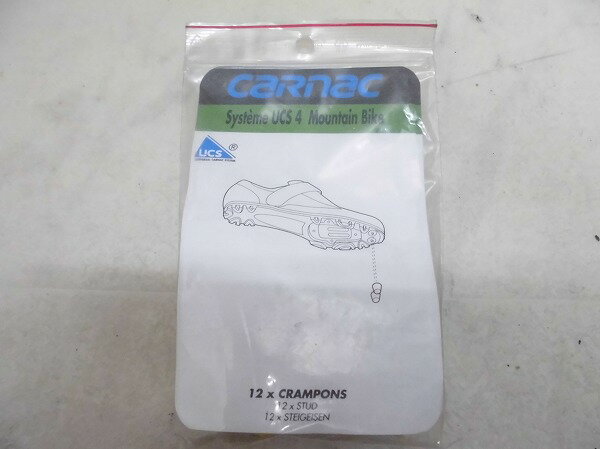 carnac
Système UCS 4 Mountain Bike
UCS ®
12 x CRAMPONS
12 x STUD
12 x STEIGEISEN